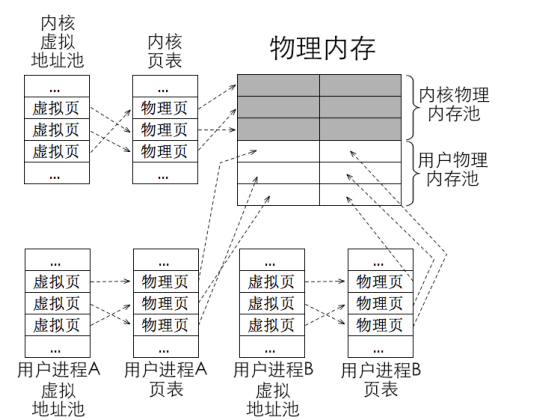 内核
虚拟
地址池
内核
页表
物理内存
...
虚拟页
虚拟页
虚拟页
...
...
物理页
物理页
物理页
...
内核物理
内存池
用户物理
内存池
...
虚拟页
虚拟页
虚拟页
...
用户进程A
虚拟
地址池
...
物理页
物理页
物理页
...
用户进程A
页表
...
虚拟页
虚拟页
虚拟页
...
用户进程B
虚拟
地址池
...
物理页
物理页
物理页
...
用户进程B
页表